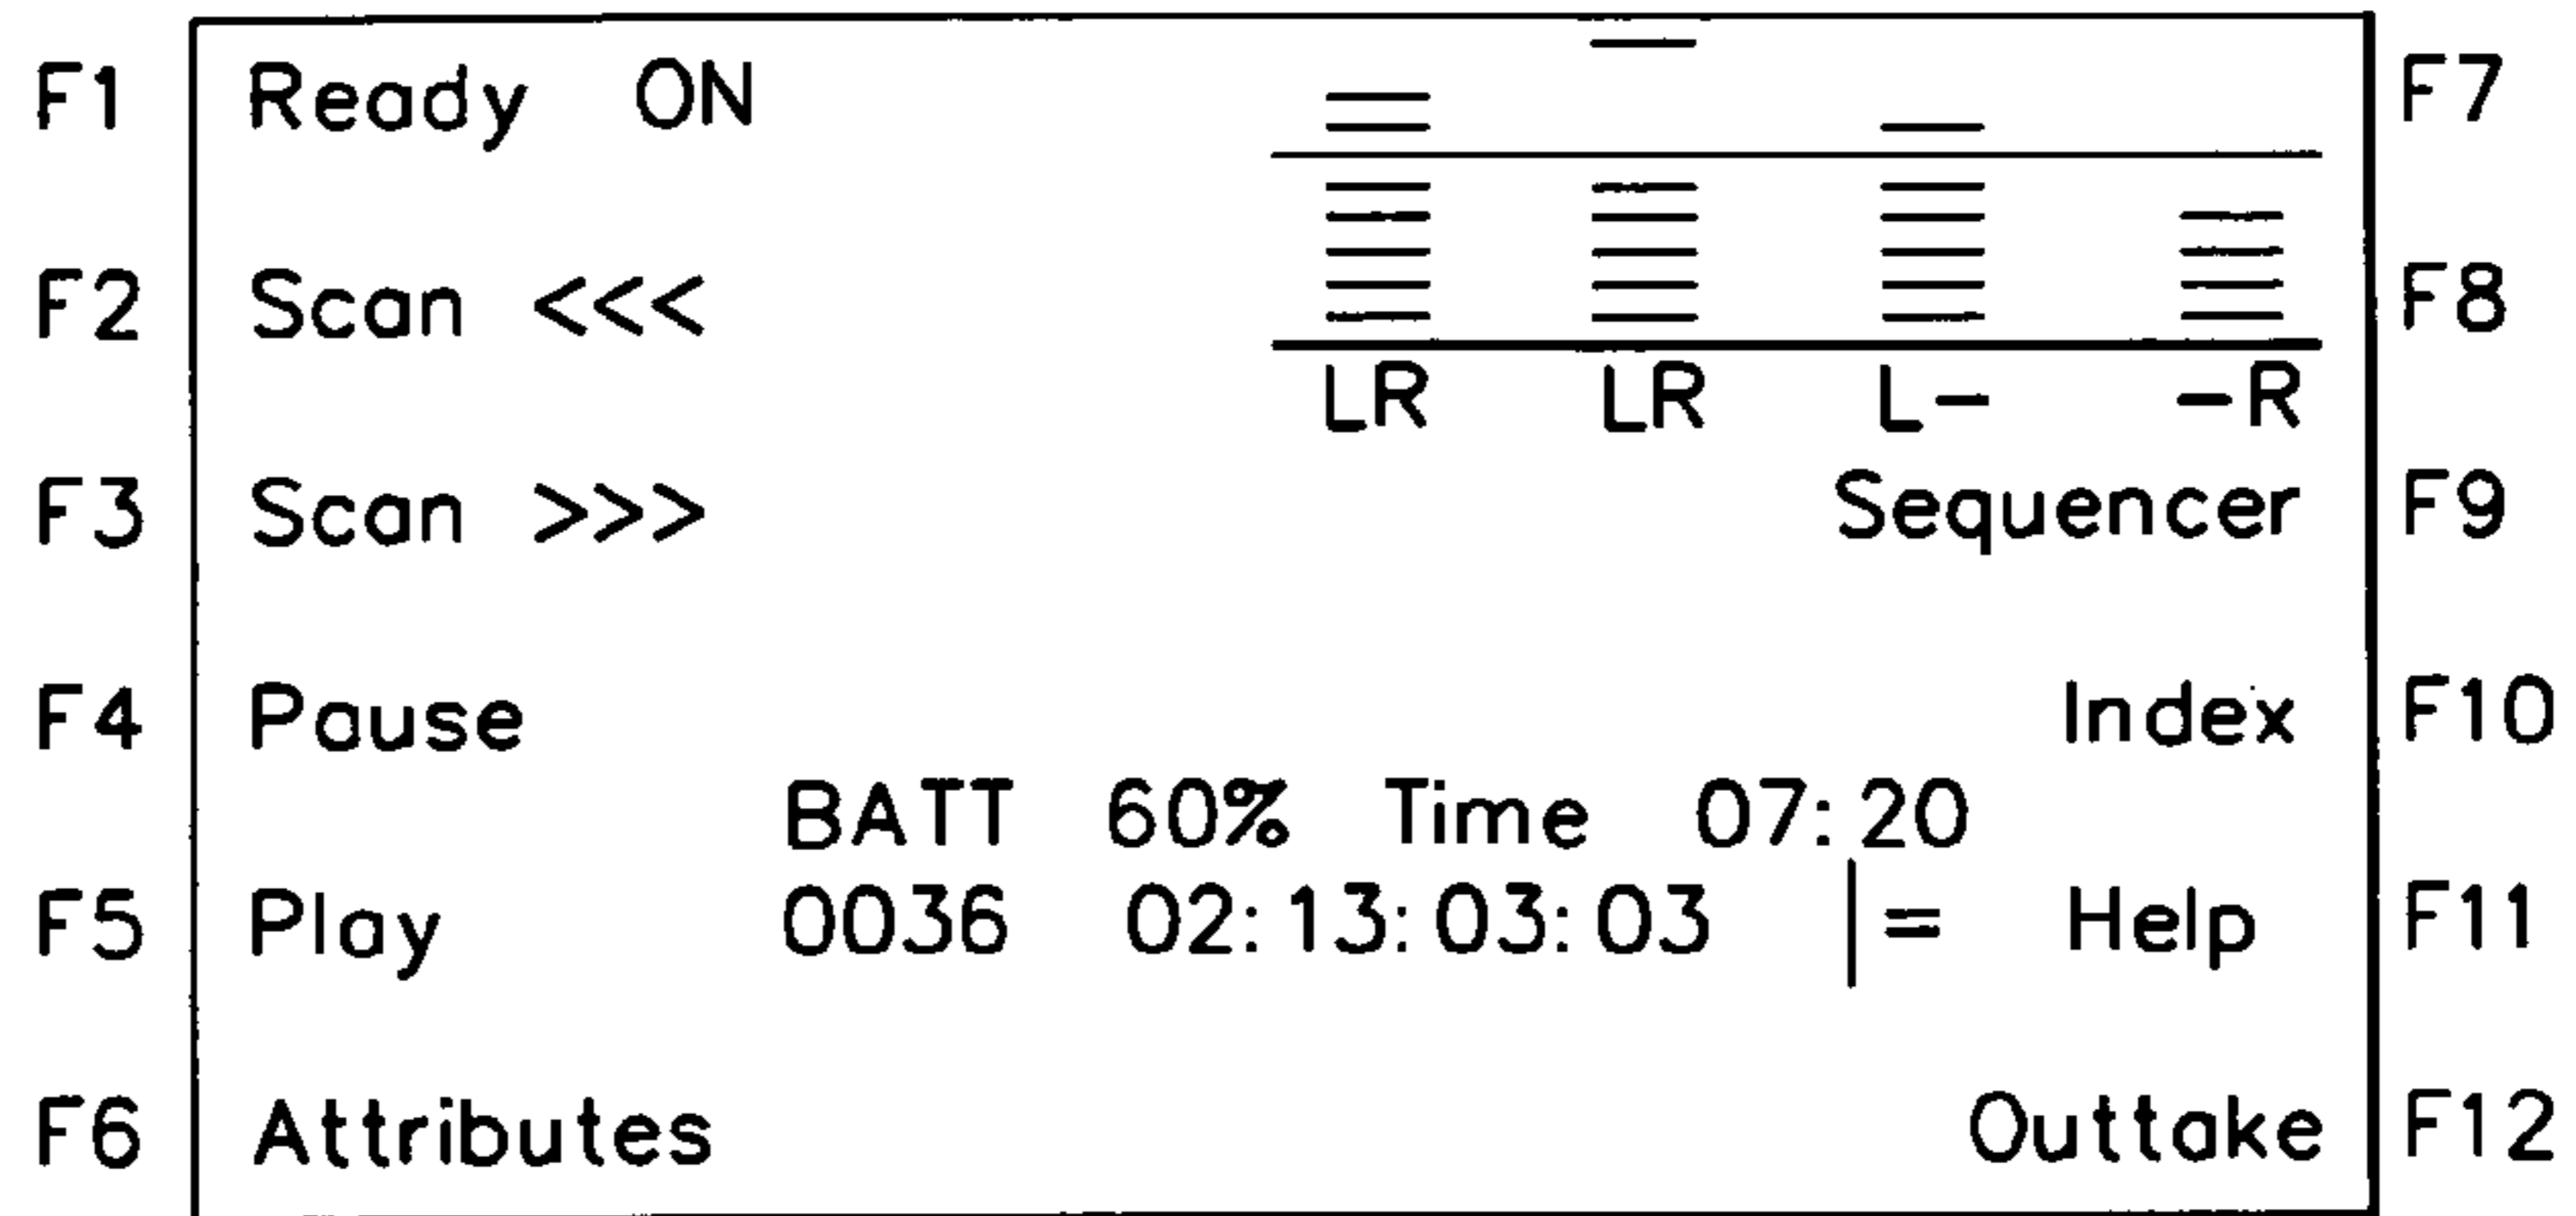 F1 Ready ON F7
F2 Scan <<< F8
LR LR L- -R
F3 Scan >>> Sequencer F9
F4 Pause Index F10
BATT 60% Time 07:20
F5 Play 0036 02:13:03:03 |= Help F11
F6 Attributes Outtake F12